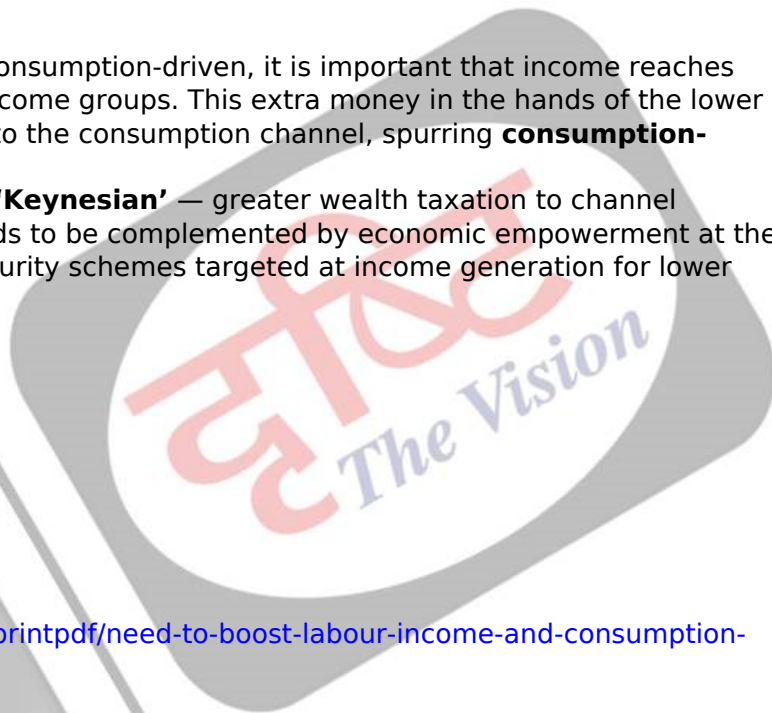 onsumption-driven, it is important that income reaches
come groups. This extra money in the hands of the lower
to the consumption channel, spurring consumption-
'Keynesian' — greater wealth taxation to channel
ds to be complemented by economic empowerment at the
urity schemes targeted at income generation for lower
दृष्टि
The Vision
printpdf/need-to-boost-labour-income-and-consumption-